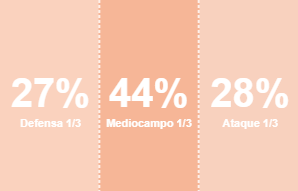 27% 44% 28%
Defensa 1/3 Mediocampo 1/3 Ataque 1/3